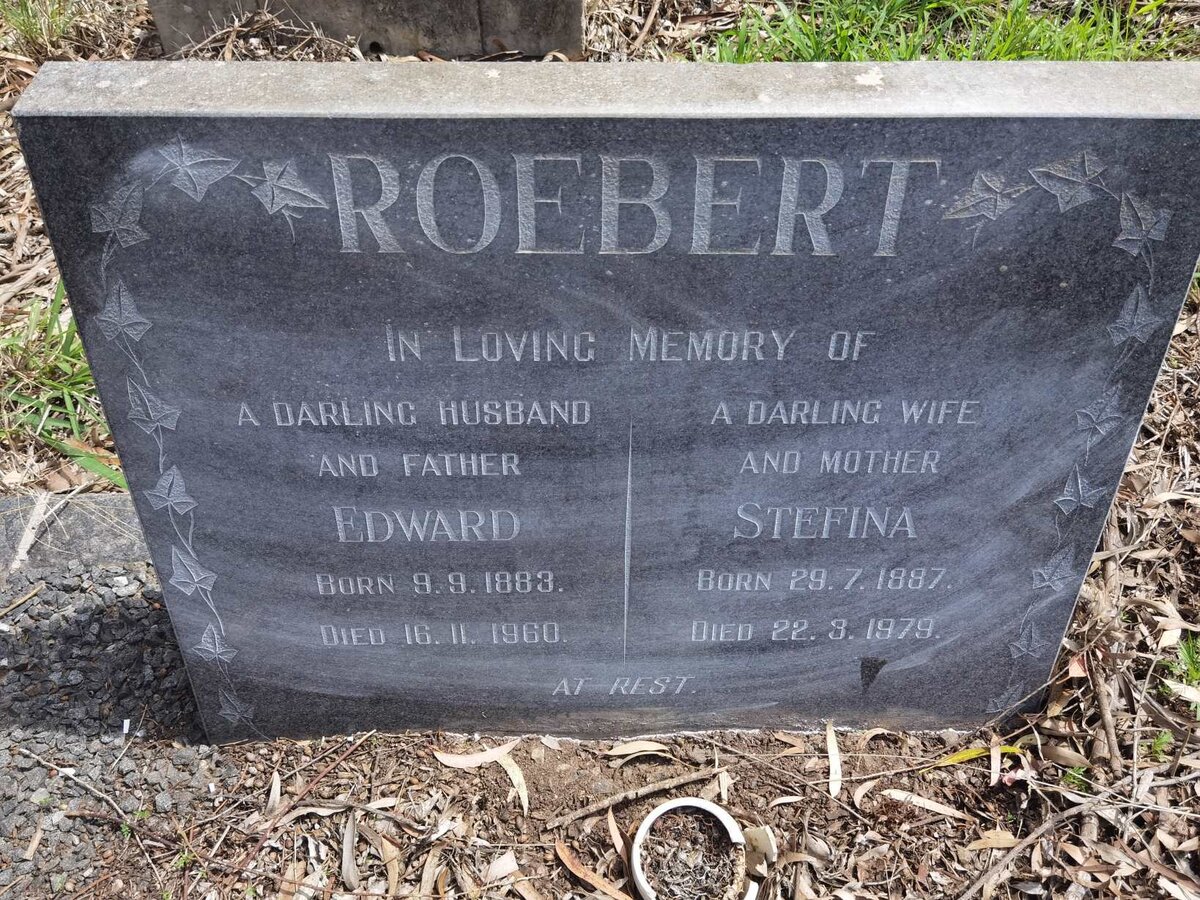 ROEBERT
IN LOVING MEMORY OF
A DARLING HUSBAND
AND FATHER
EDWARD
BORN 9.9.1883.
DIED 16.11.1960.
A DARLING WIFE
AND MOTHER
STEFINA
BORN 29.7.1887.
DIED 22.3.1979.
AT REST.